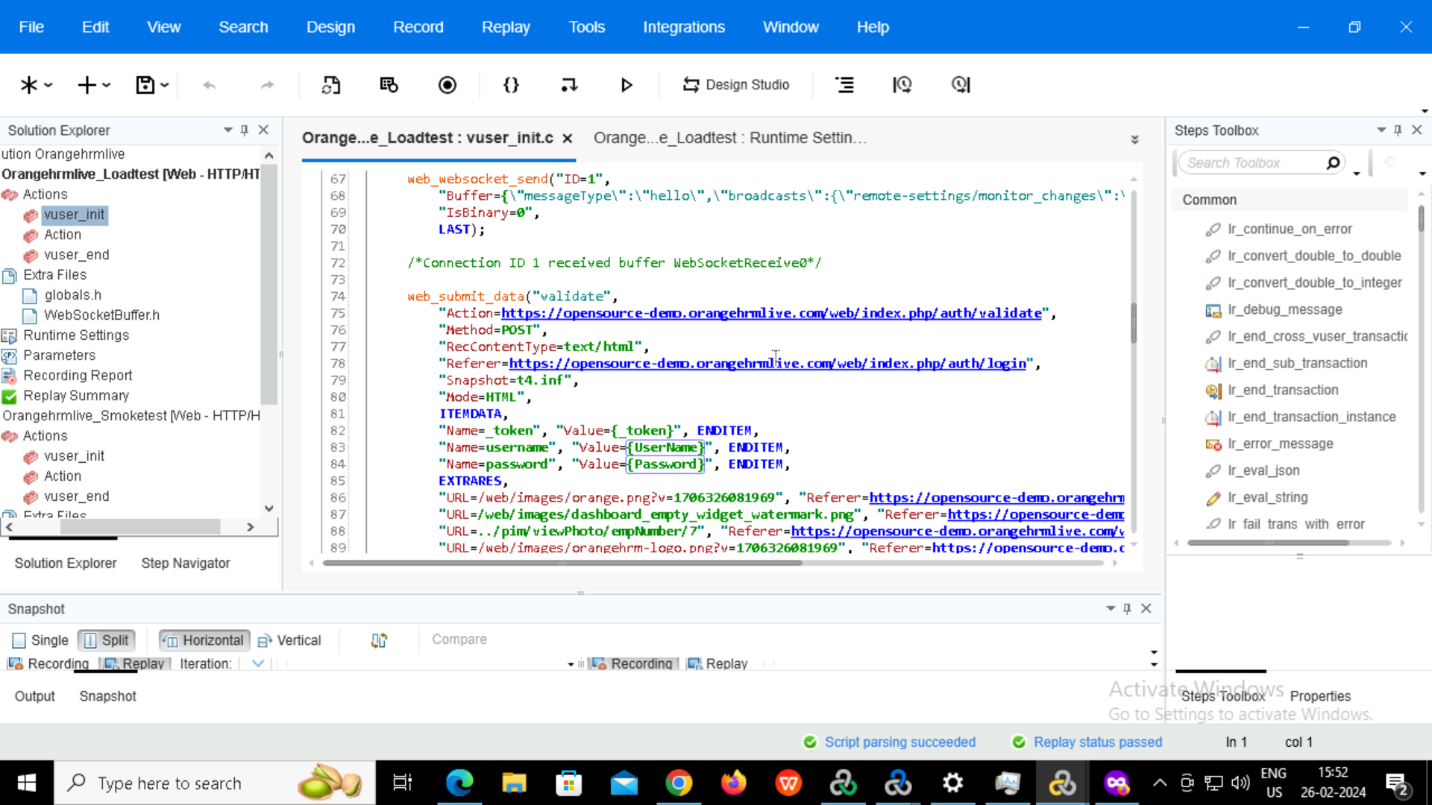 File Edit View Search Design Record Replay Tools Integrations Window Help
Design Studio
Solution Explorer
ution Orangehrmlive
Orangehrmlive_Loadtest [Web - HTTP/HT
Actions
vuser_init
Action
vuser_end
Extra Files
globals.h
WebSocketBuffer.h
Runtime Settings
Parameters
Recording Report
Replay Summary
Orangehrmlive_Smoketest [Web - HTTP/H
Actions
vuser_init
Action
vuser_end
Extra Files
Solution Explorer Step Navigator
Orange...e_Loadtest : vuser_init.c Orange...e_Loadtest : Runtime Settin...
67 web_websocket_send("ID=1",
68 "Buffer={\"messageType\":\"hello\",\"broadcasts\":{\"remote-settings/monitor_changes\":\
69 "IsBinary=0",
70 LAST);
71
72 /*Connection ID 1 received buffer WebSocketReceive0*/
73
74 web_submit_data("validate",
75 "Action=https://opensource-demo.orangehrmlive.com/web/index.php/auth/validate",
76 "Method=POST",
77 "RecContentType=text/html",
78 "Referer=https://opensource-demo.orangehrmlive.com/web/index.php/auth/login",
79 "Snapshot=t4.inf",
80 "Mode=HTML",
81 ITEMDATA,
82 "Name=_token", "Value={_token}", ENDITEM,
83 "Name=username", "Value={UserName}", ENDITEM,
84 "Name=password", "Value={Password}", ENDITEM,
85 EXTRARES,
86 "URL=/web/images/orange.png?v=1706326081969", "Referer=https://opensource-demo.orangehrm
87 "URL=/web/images/dashboard_empty_widget_watermark.png", "Referer=https://opensource-demo
88 "URL=../pim/viewPhoto/empNumber/7", "Referer=https://opensource-demo.orangehrmlive.com/w
89 "URL=/web/images/orangehrm-logo.png?v=1706326081969", "Referer=https://opensource-demo.o
Steps Toolbox
Search Toolbox
Common
lr_continue_on_error
lr_convert_double_to_double
lr_convert_double_to_integer
lr_debug_message
lr_end_cross_vuser_transactic
lr_end_sub_transaction
lr_end_transaction
lr_end_transaction_instance
lr_error_message
lr_eval_json
lr_eval_string
lr_fail_trans_with_error
Steps Toolbox Properties
Snapshot
Single Split Horizontal Vertical Compare
Recording Replay Iteration: Recording Replay
Output Snapshot
Activate Windows
Go to Settings to activate Windows.
Script parsing succeeded Replay status passed ln 1 col 1
Type here to search
ENG
US
15:52
26-02-2024
2